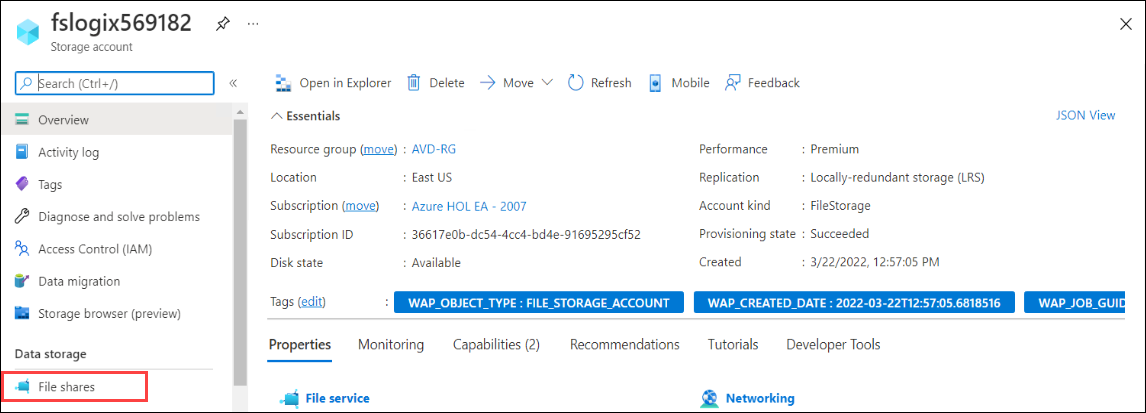 fslogix569182
Storage account
Search (Ctrl+/)
«
Open in Explorer Delete Move Refresh Mobile Feedback
Overview
Activity log
Tags
Diagnose and solve problems
Access Control (IAM)
Data migration
Storage browser (preview)
Data storage
File shares
Essentials
JSON View
Resource group (move) : AVD-RG
Location : East US
Subscription (move) : Azure HOL EA - 2007
Subscription ID : 36617e0b-dc54-4cc4-bd4e-91695295cf52
Disk state : Available
Performance : Premium
Replication : Locally-redundant storage (LRS)
Account kind : FileStorage
Provisioning state : Succeeded
Created : 3/22/2022, 12:57:05 PM
Tags (edit) : WAP_OBJECT_TYPE : FILE_STORAGE_ACCOUNT WAP_CREATED_DATE : 2022-03-22T12:57:05.6818516 WAP_JOB_GUID
Properties Monitoring Capabilities (2) Recommendations Tutorials Developer Tools
File service Networking